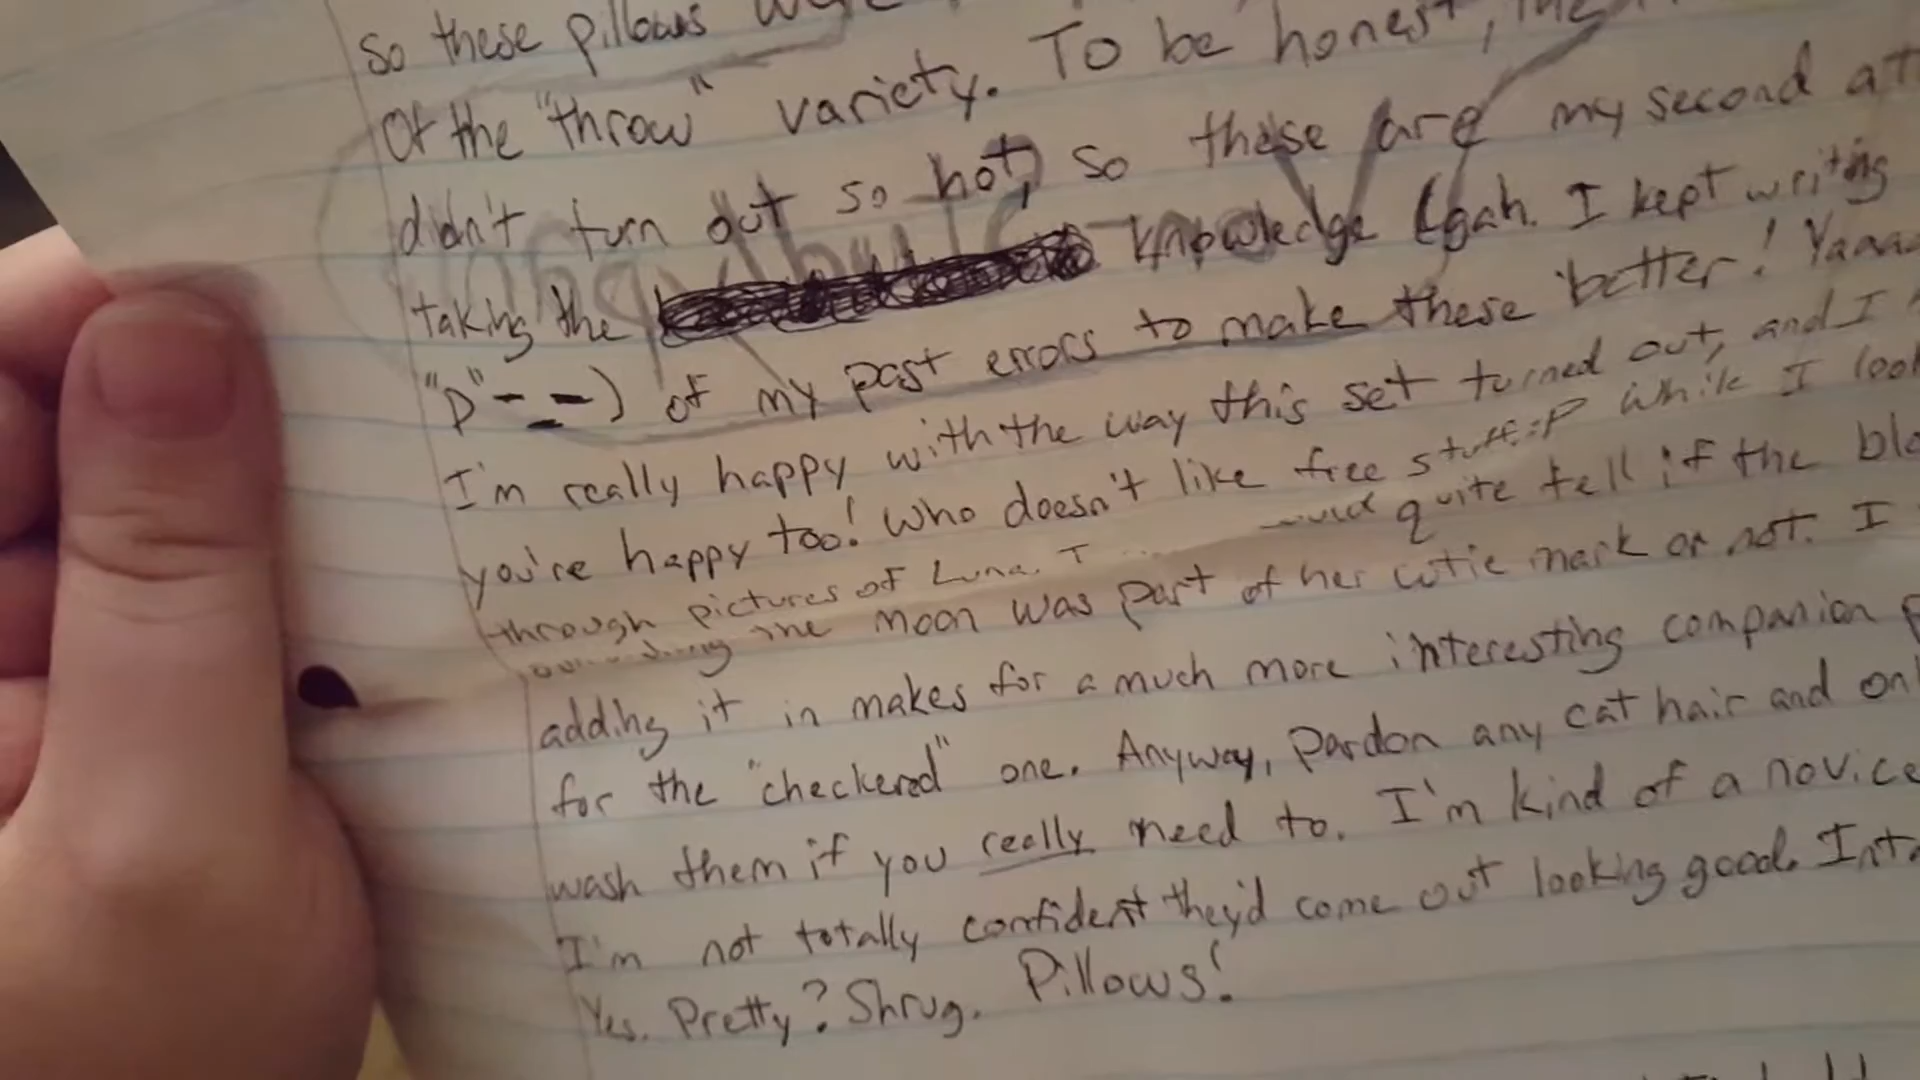 so these pillows were
Of the "throw" variety. To be honest, the
didn't turn out so hot, so these are my second
taking the knowledge (gah. I kept writing
"p" - - ) of my past errors to make these better!
I'm really happy with the way this set turned out, and I
you're happy too! Who doesn't like free stuff :P while I
through pictures of Luna. I quite tell if the
the moon was part of her cutie mark or not. I
adding it in makes for a much more interesting companion
for the "checkered" one. Anyway, pardon any cat hair and
wash them if you really need to. I'm kind of a novice
I'm not totally confident they'd come out looking good.
Yes. Pretty? Shrug. Pillows!